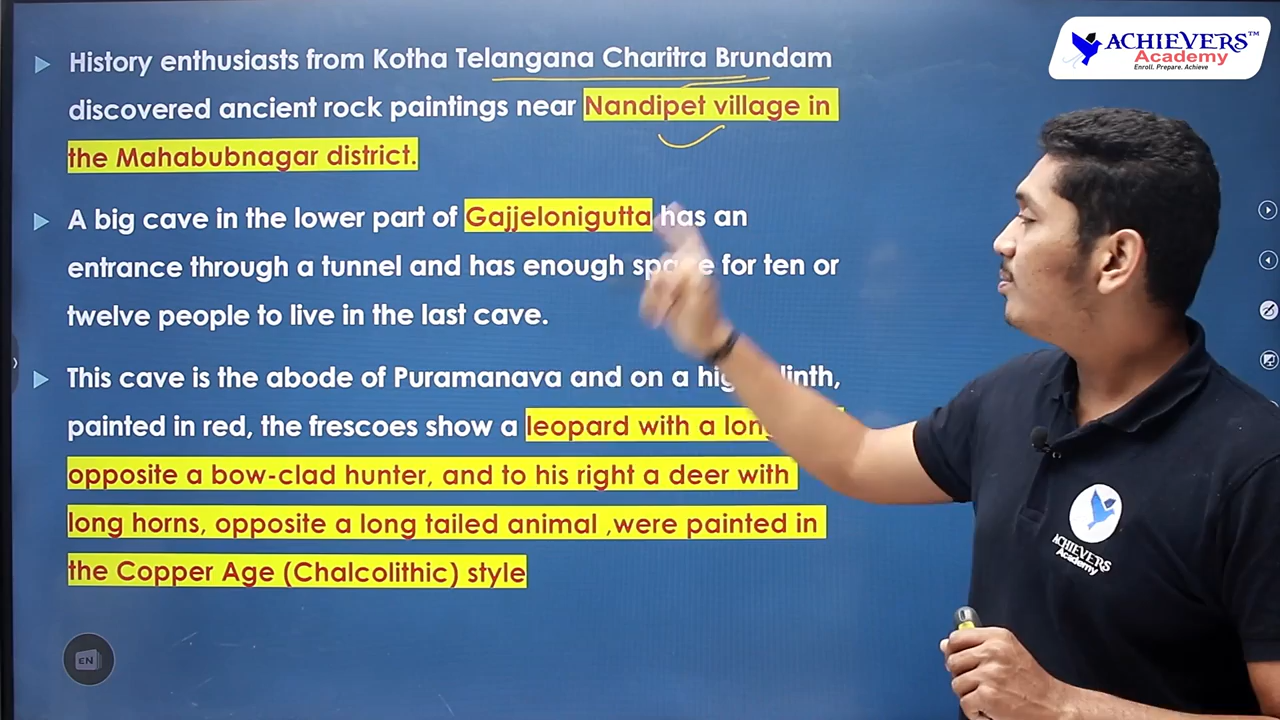 ACHIEVERS™
Academy
Enroll. Prepare. Achieve
History enthusiasts from Kotha Telangana Charitra Brundam
discovered ancient rock paintings near Nandipet village in
the Mahabubnagar district.
A big cave in the lower part of Gajjelonigutta has an
entrance through a tunnel and has enough for ten or
twelve people to live in the last cave.
This cave is the abode of Puramanava and on a
painted in red, the frescoes show a leopard with a
opposite a bow-clad hunter, and to his right a deer with
long horns, opposite a long tailed animal ,were painted in
the Copper Age (Chalcolithic) style
EN
ACHIEVERS
Academy